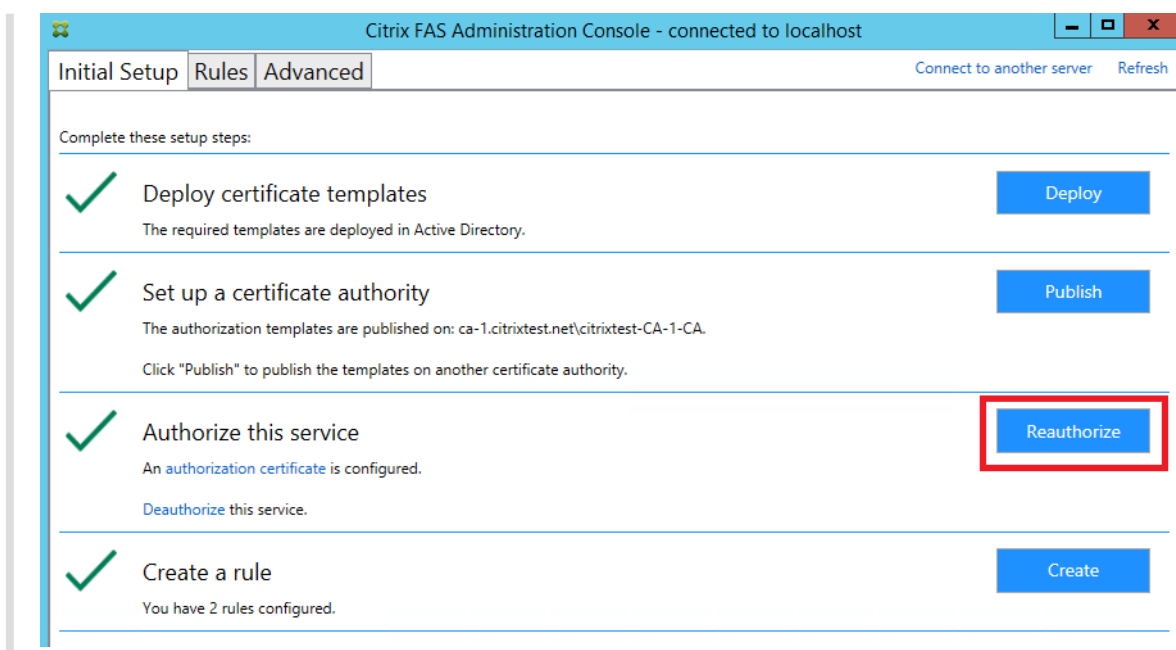 Citrix FAS Administration Console - connected to localhost
Initial Setup Rules Advanced Connect to another server Refresh
Complete these setup steps:
Deploy certificate templates Deploy
The required templates are deployed in Active Directory.
Set up a certificate authority Publish
The authorization templates are published on: ca-1.citrixtest.net\citrixtest-CA-1-CA.
Click "Publish" to publish the templates on another certificate authority.
Authorize this service Reauthorize
An authorization certificate is configured.
Deauthorize this service.
Create a rule Create
You have 2 rules configured.